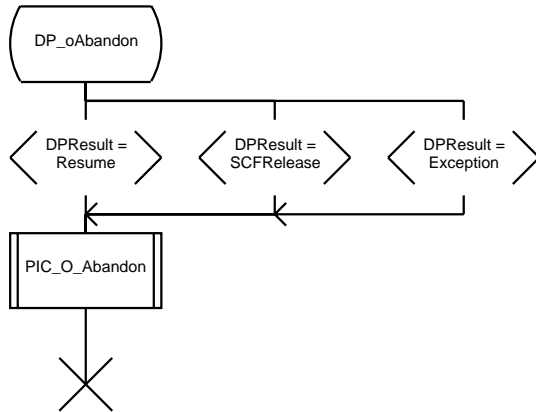 DP_oAbandon
DPResult =
Resume
DPResult =
SCFRelease
DPResult =
Exception
PIC_O_Abandon